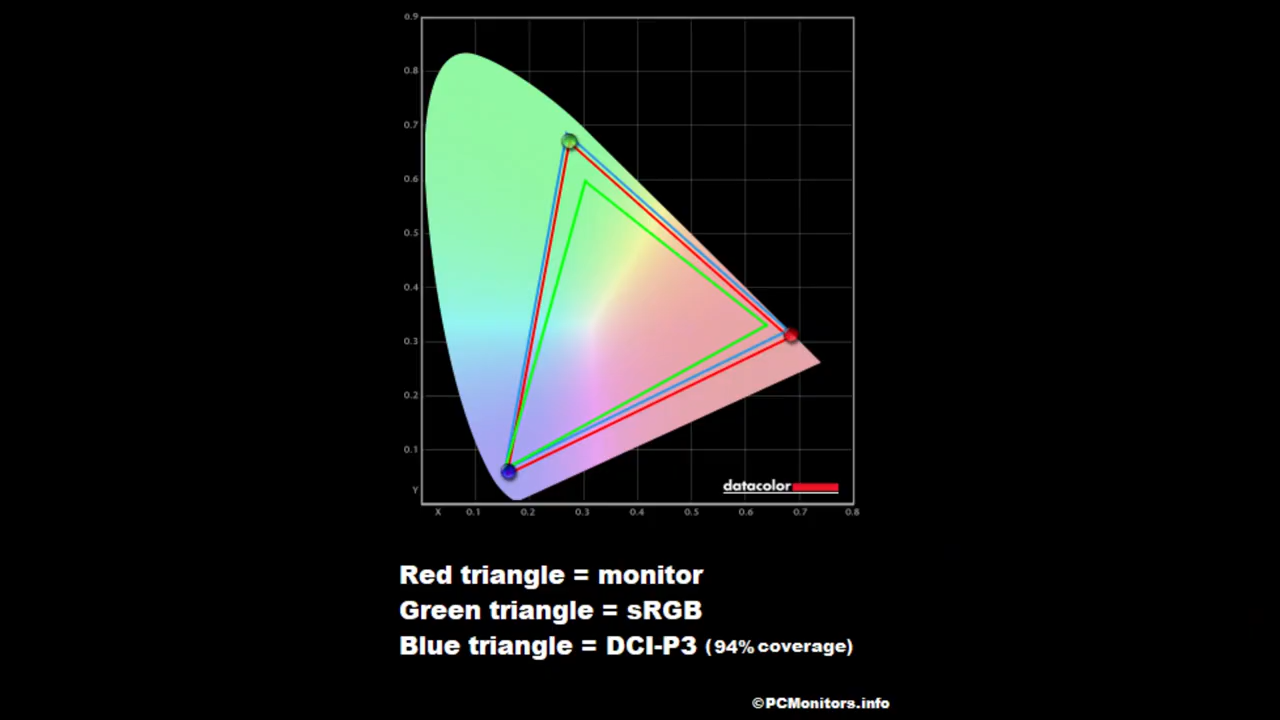 0.9
0.8
0.7
0.6
0.5
0.4
0.3
0.2
0.1
Y
X 0.1 0.2 0.3 0.4 0.5 0.6 0.7 0.8
datacolor
Red triangle = monitor
Green triangle = sRGB
Blue triangle = DCI-P3 (94% coverage)
©PCMonitors.info